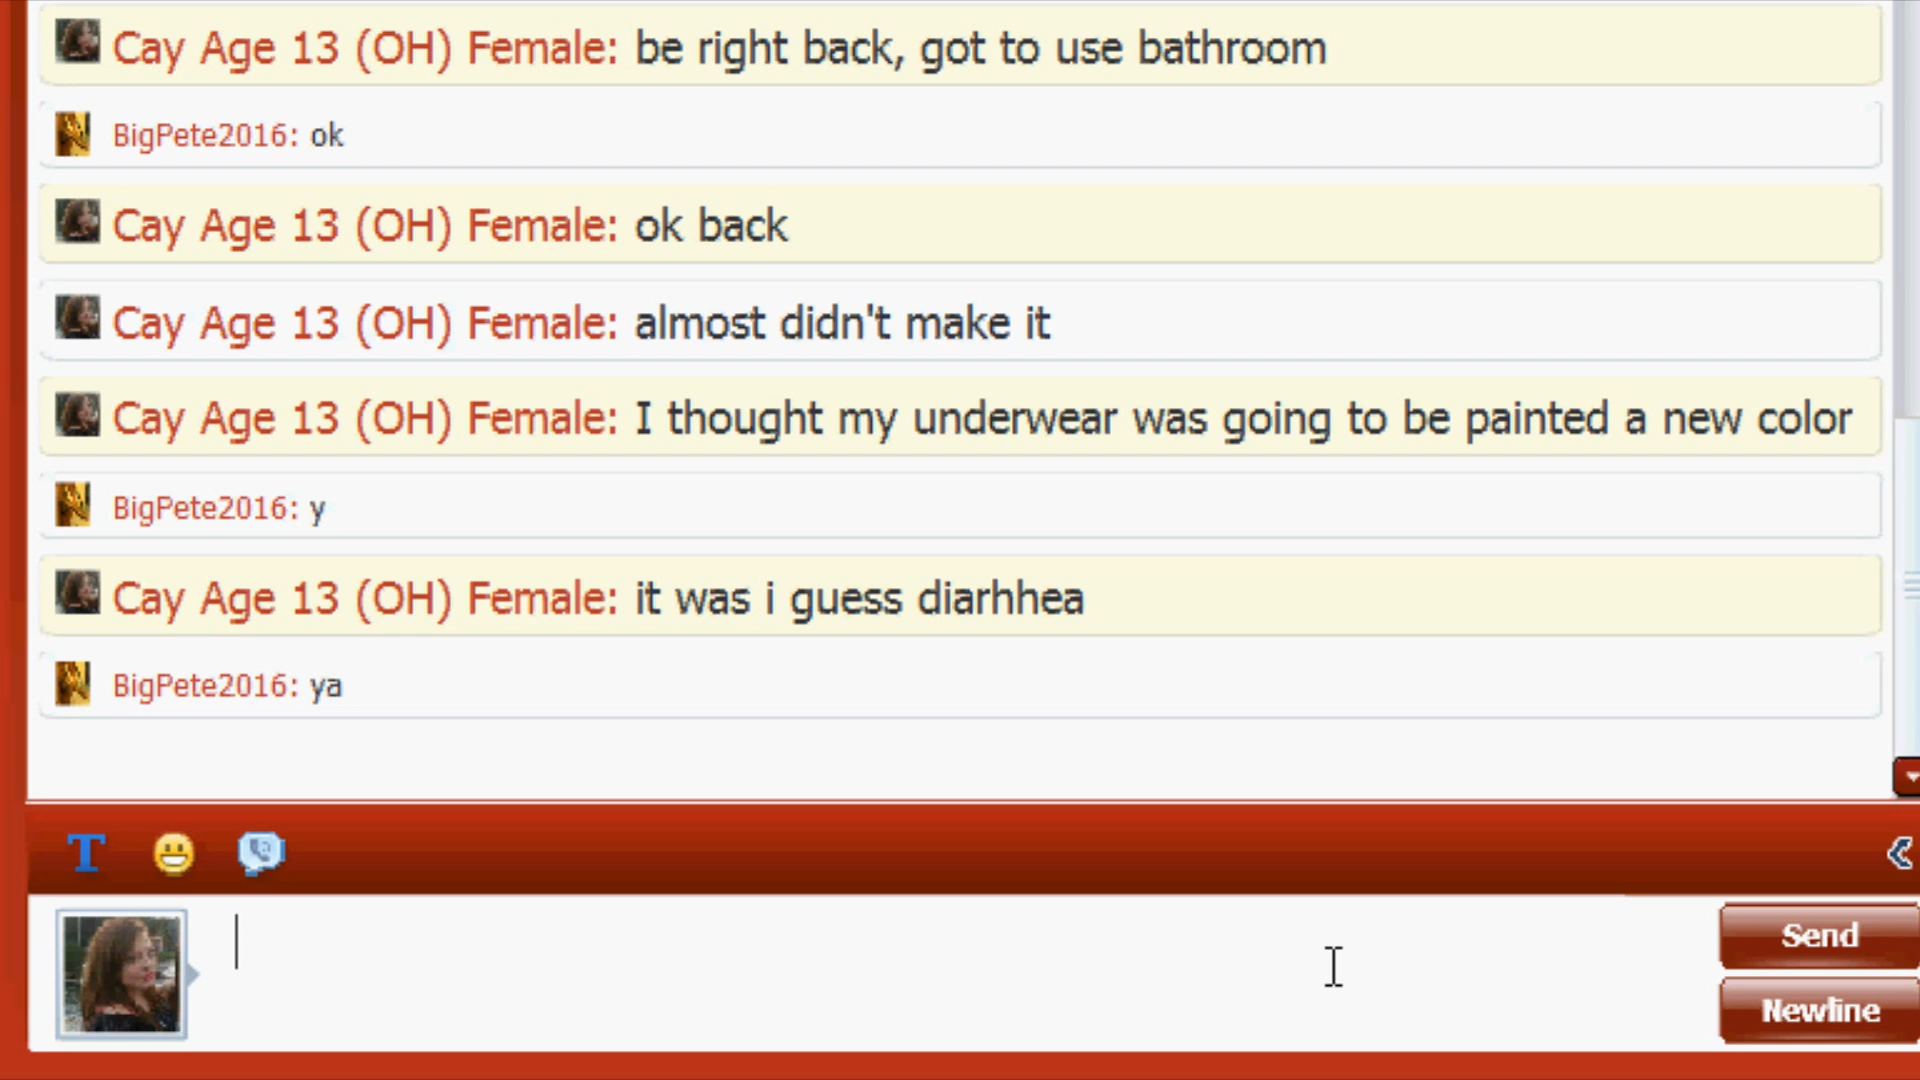 Cay Age 13 (OH) Female: be right back, got to use bathroom
BigPete2016: ok
Cay Age 13 (OH) Female: ok back
Cay Age 13 (OH) Female: almost didn't make it
Cay Age 13 (OH) Female: I thought my underwear was going to be painted a new color
BigPete2016: y
Cay Age 13 (OH) Female: it was i guess diarhhea
BigPete2016: ya
T
Send
Newline